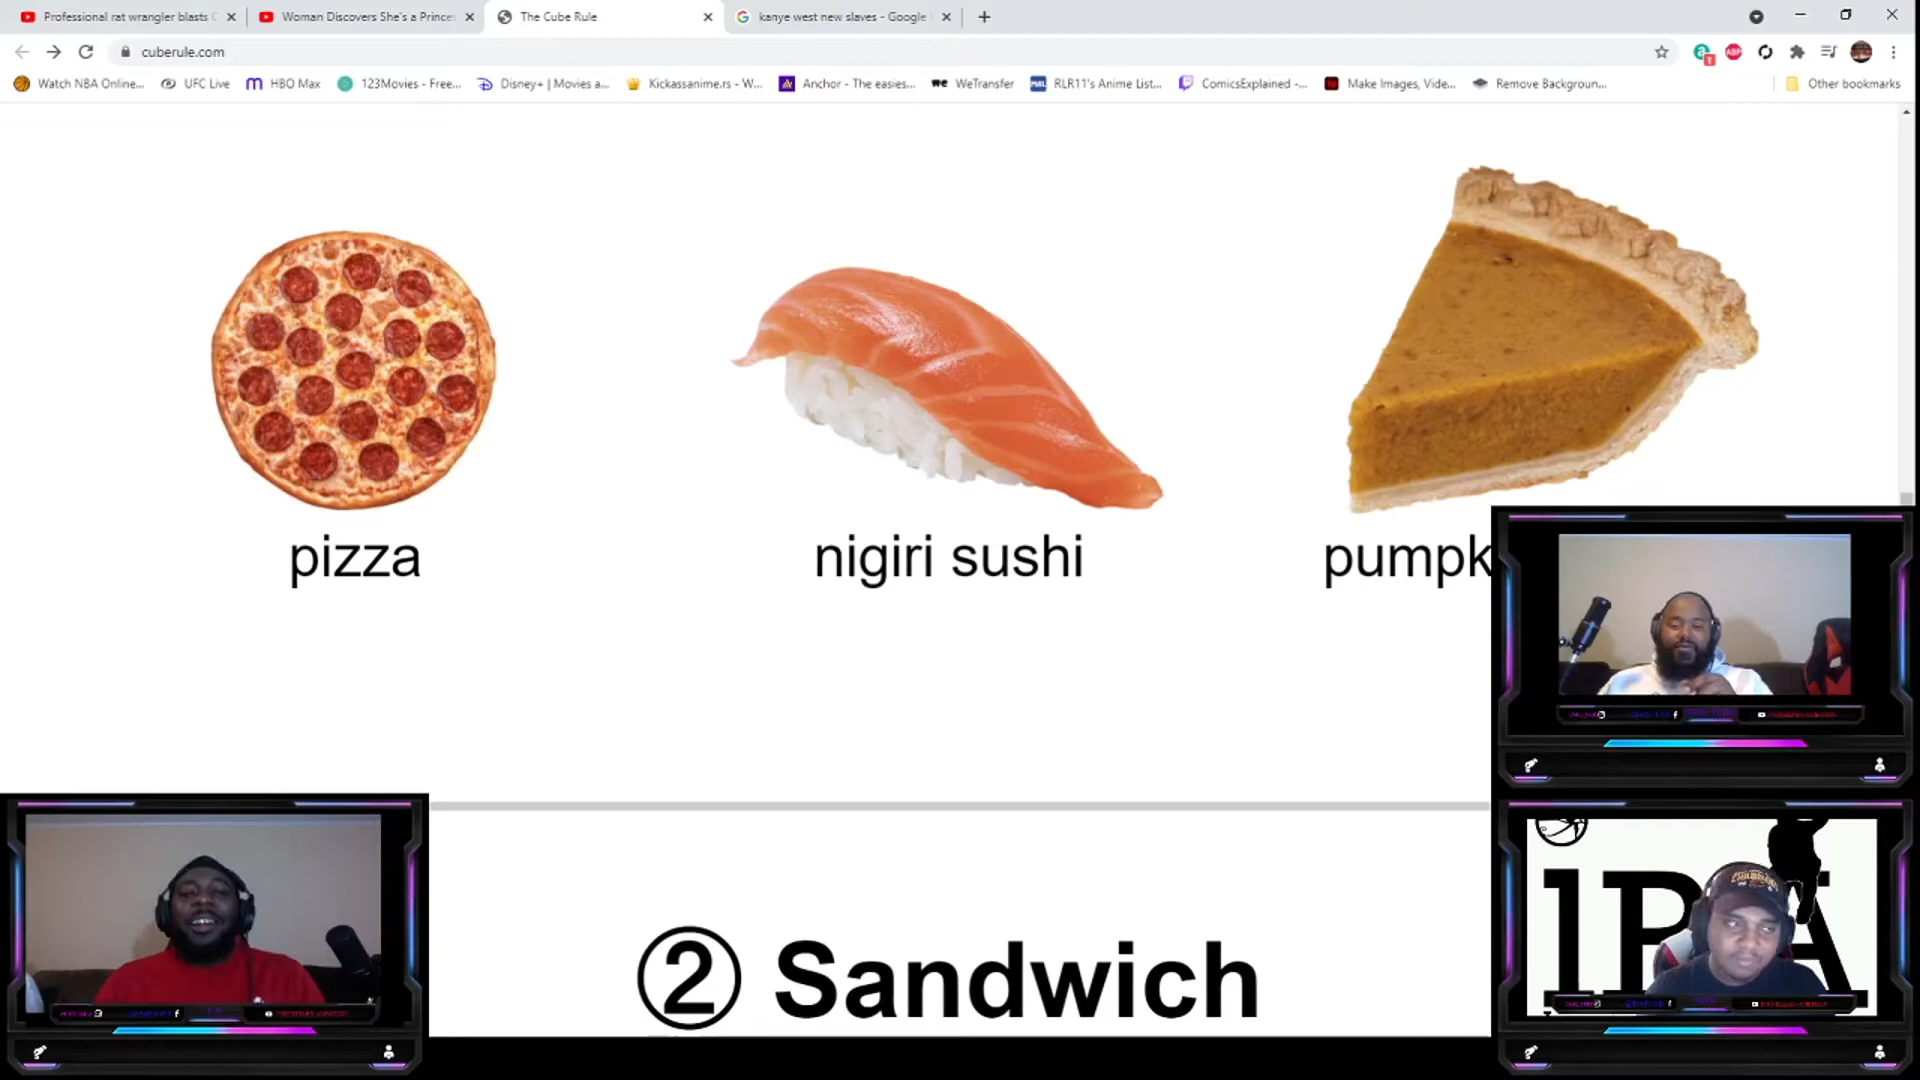 Professional rat wrangler blasts
Woman Discovers She's a Prince
The Cube Rule
kanye west new slaves - Google
cuberule.com
Watch NBA Online...
UFC Live
HBO Max
123Movies - Free...
Disney+ | Movies a...
Kickassanime.rs - W...
Anchor - The easies...
WeTransfer
RLR11's Anime List...
ComicsExplained -...
Make Images, Vide...
Remove Backgroun...
Other bookmarks
pizza
nigiri sushi
pumpk
② Sandwich